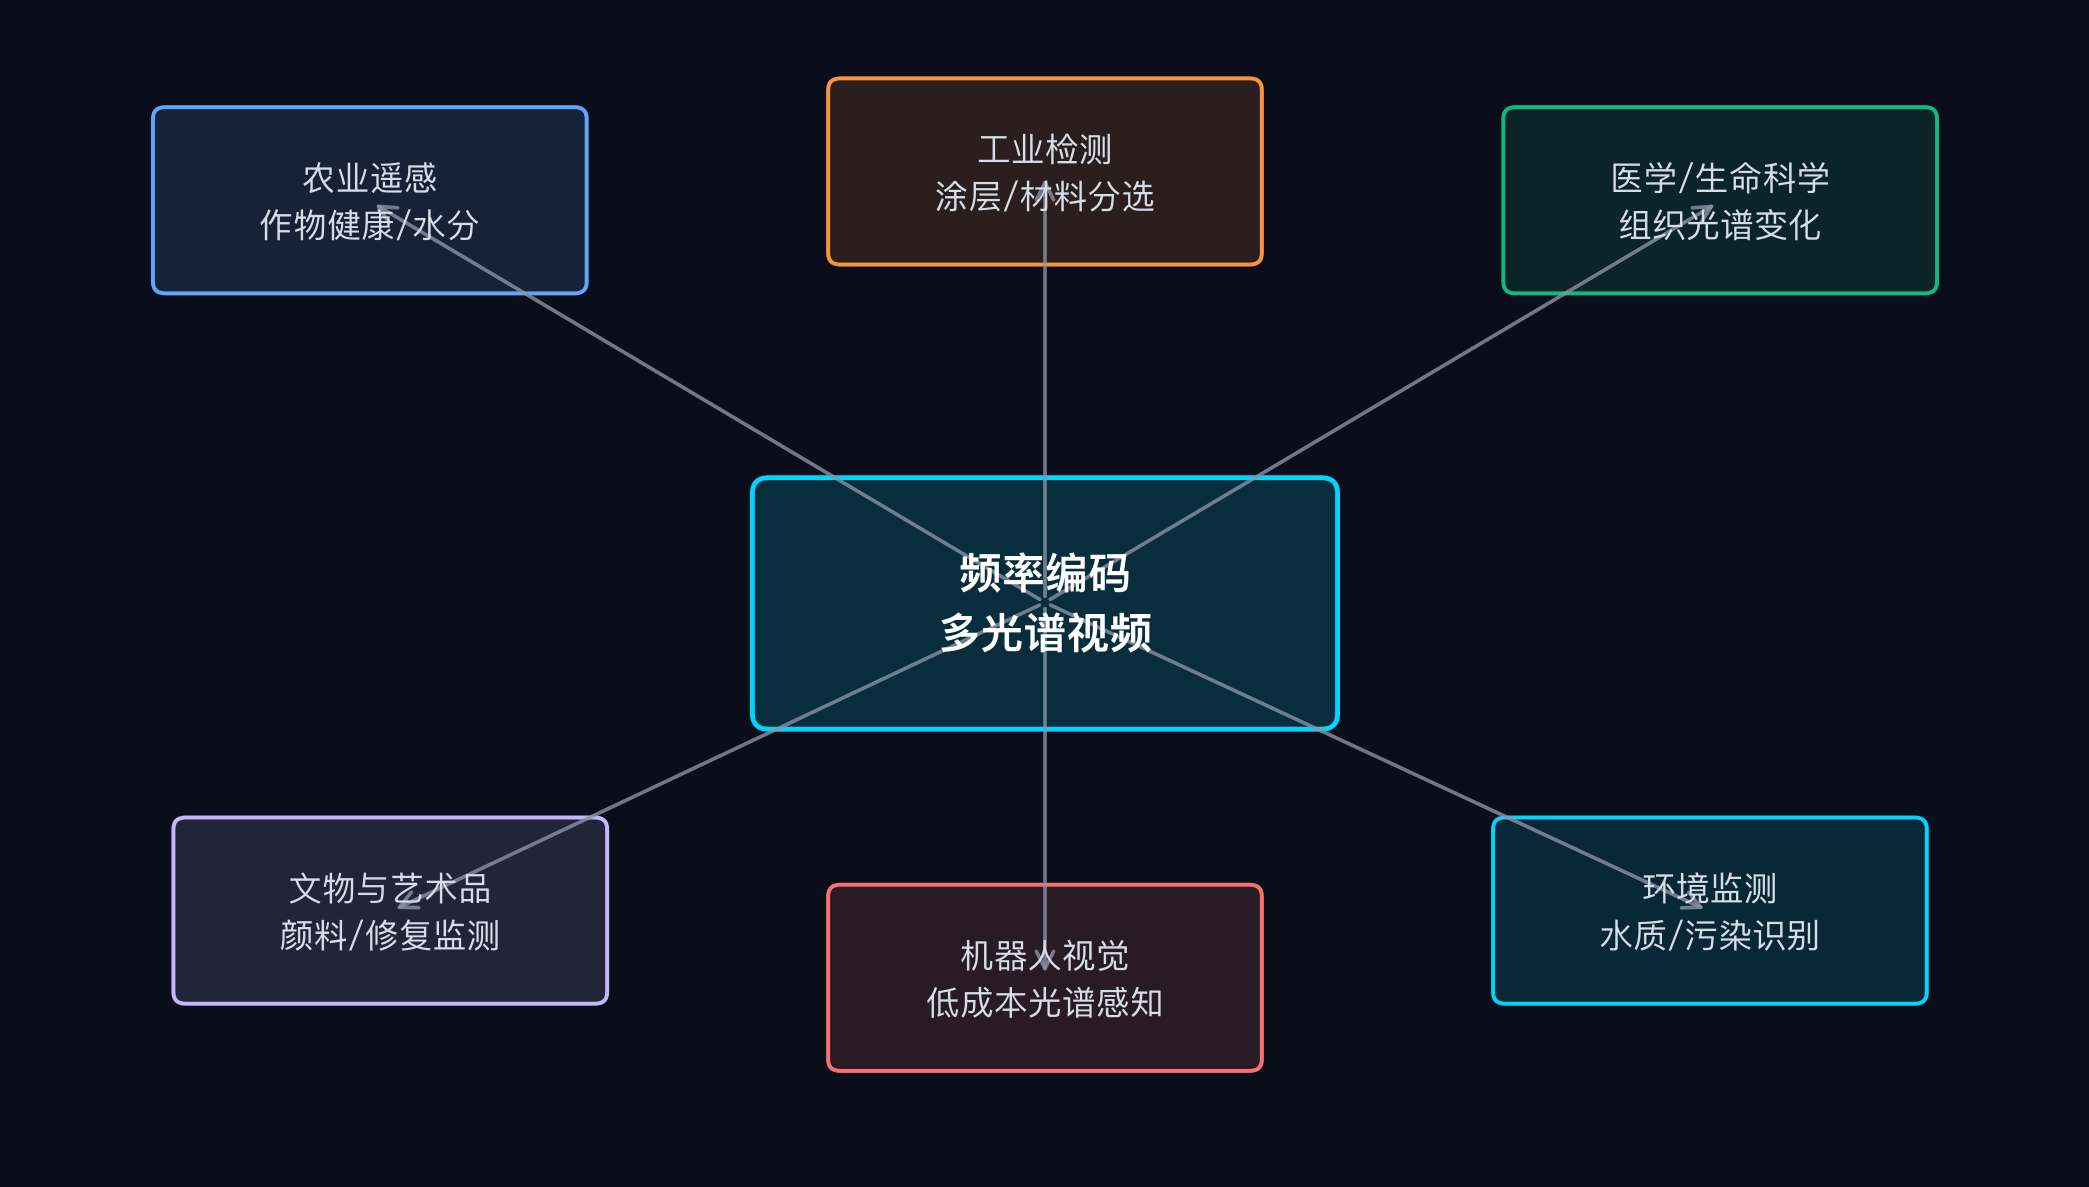 农业遥感
作物健康/水分
工业检测
涂层/材料分选
医学/生命科学
组织光谱变化
频率编码
多光谱视频
文物与艺术品
颜料/修复监测
机器人视觉
低成本光谱感知
环境监测
水质/污染识别